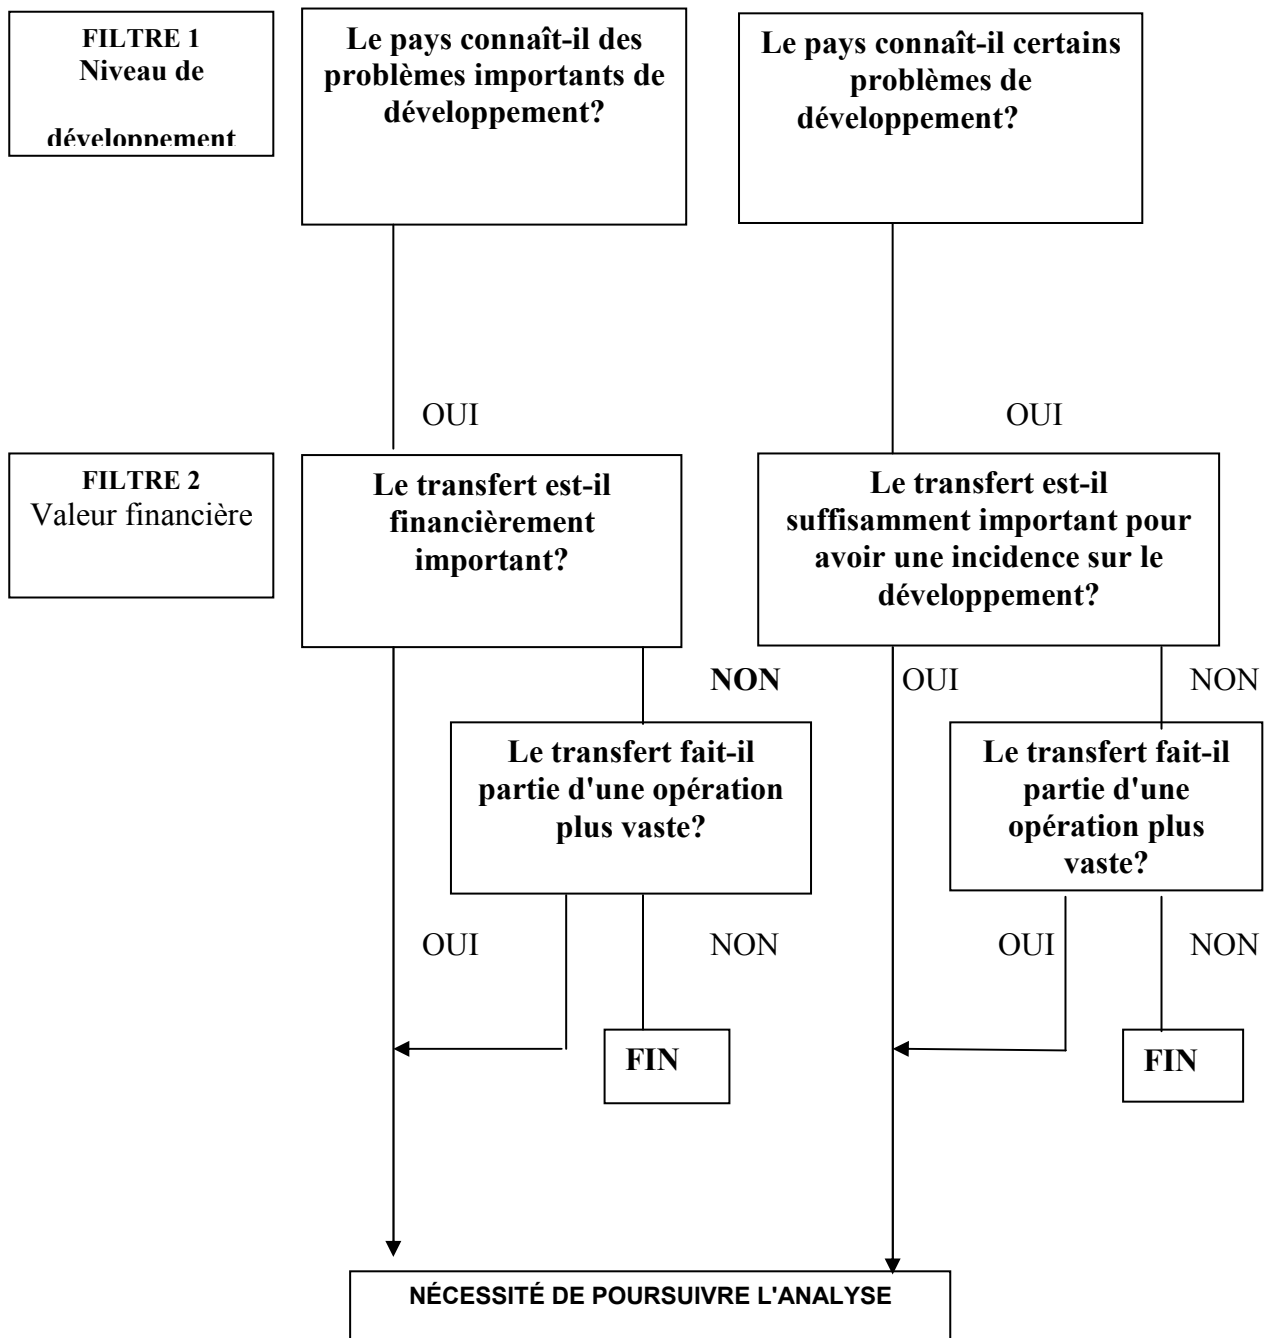 FILTRE 1
Niveau de
développement
Le pays connaît-il des
problèmes importants de
développement?
Le pays connaît-il certains
problèmes de
développement?
OUI
OUI
FILTRE 2
Valeur financière
Le transfert est-il
financièrement
important?
Le transfert est-il
suffisamment important pour
avoir une incidence sur le
développement?
NON
OUI
NON
Le transfert fait-il
partie d'une opération
plus vaste?
Le transfert fait-il
partie d'une
opération plus
vaste?
OUI
NON
OUI
NON
FIN
FIN
NÉCESSITÉ DE POURSUIVRE L'ANALYSE